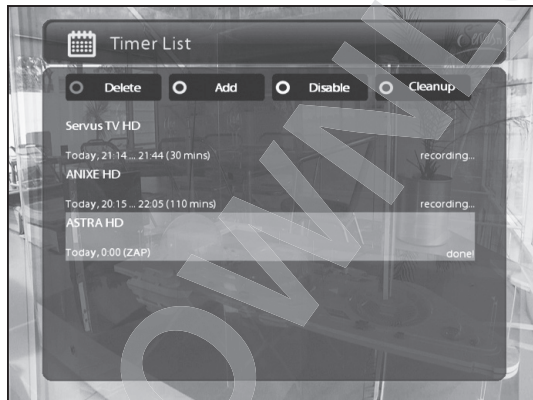 Timer List
Delete Add Disable Cleanup
Servus TV HD
Today, 21:14 ... 21:44 (30 mins) recording...
ANIXE HD
Today, 20:15 ... 22:05 (110 mins) recording...
ASTRA HD
Today, 0:00 (ZAP) done!